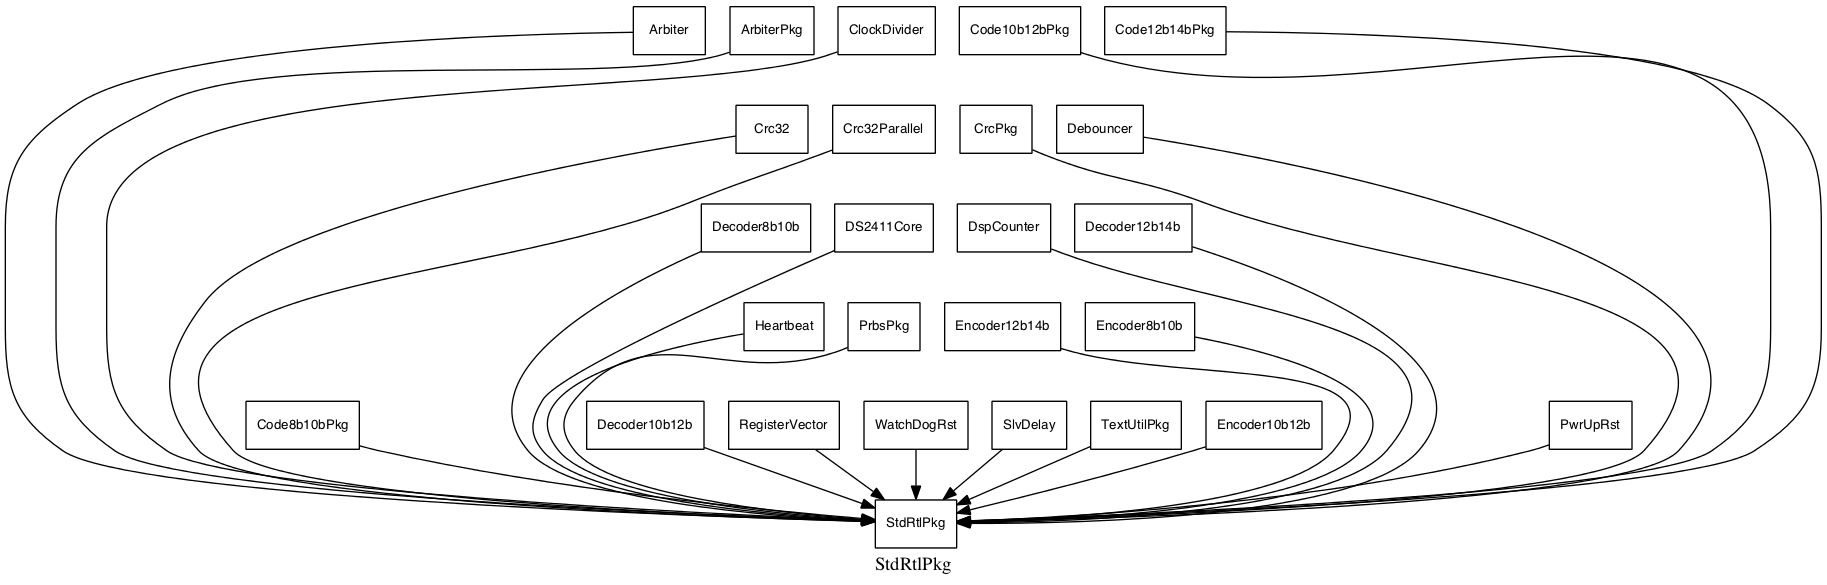 Arbiter
ArbiterPkg
ClockDivider
Code10b12bPkg
Code12b14bPkg
Crc32
Crc32Parallel
CrcPkg
Debouncer
Decoder8b10b
DS2411Core
DspCounter
Decoder12b14b
Heartbeat
PrbsPkg
Encoder12b14b
Encoder8b10b
Code8b10bPkg
Decoder10b12b
RegisterVector
WatchDogRst
SlvDelay
TextUtilPkg
Encoder10b12b
PwrUpRst
StdRtlPkg
StdRtlPkg